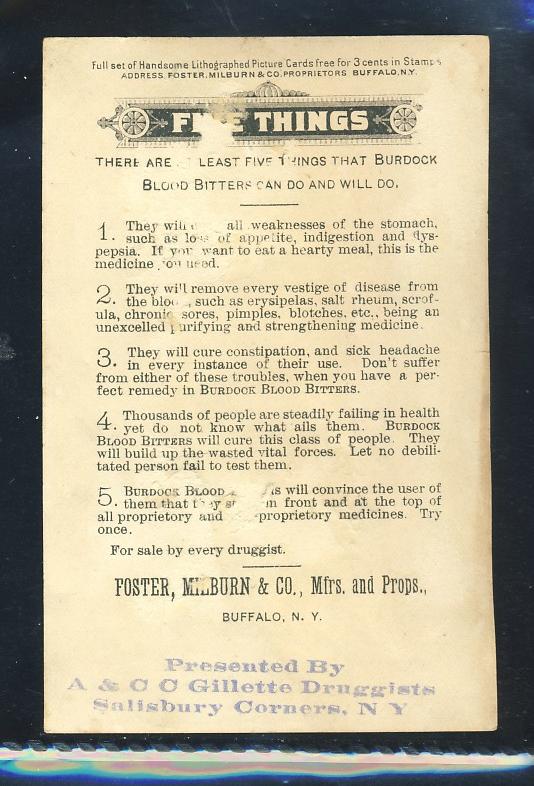 Full set of Handsome Lithographed Picture Cards free for 3 cents in Stamps
ADDRESS, FOSTER, MILBURN & CO. PROPRIETORS BUFFALO, N.Y.
FIVE THINGS
THERE ARE LEAST FIVE THINGS THAT BURDOCK
BLOOD BITTERS CAN DO AND WILL DO.
1. They will all weaknesses of the stomach,
such as loss of appetite, indigestion and dys-
pepsia. If you want to eat a hearty meal, this is the
medicine you need.
2. They will remove every vestige of disease from
the blood, such as erysipelas, salt rheum, scrof-
ula, chronic sores, pimples, blotches, etc., being an
unexcelled purifying and strengthening medicine.
3. They will cure constipation, and sick headache
in every instance of their use. Don't suffer
from either of these troubles, when you have a per-
fect remedy in BURDOCK BLOOD BITTERS.
4. Thousands of people are steadily failing in health
yet do not know what ails them. BURDOCK
BLOOD BITTERS will cure this class of people. They
will build up the wasted vital forces. Let no debili-
tated person fail to test them.
5. BURDOCK BLOOD will convince the user of
them that they in front and at the top of
all proprietory and proprietory medicines. Try
once.
For sale by every druggist.
FOSTER, MILBURN & CO., Mfrs. and Props.,
BUFFALO, N. Y.
Presented By
A & C C Gillette Druggists
Salisbury Corners, N Y